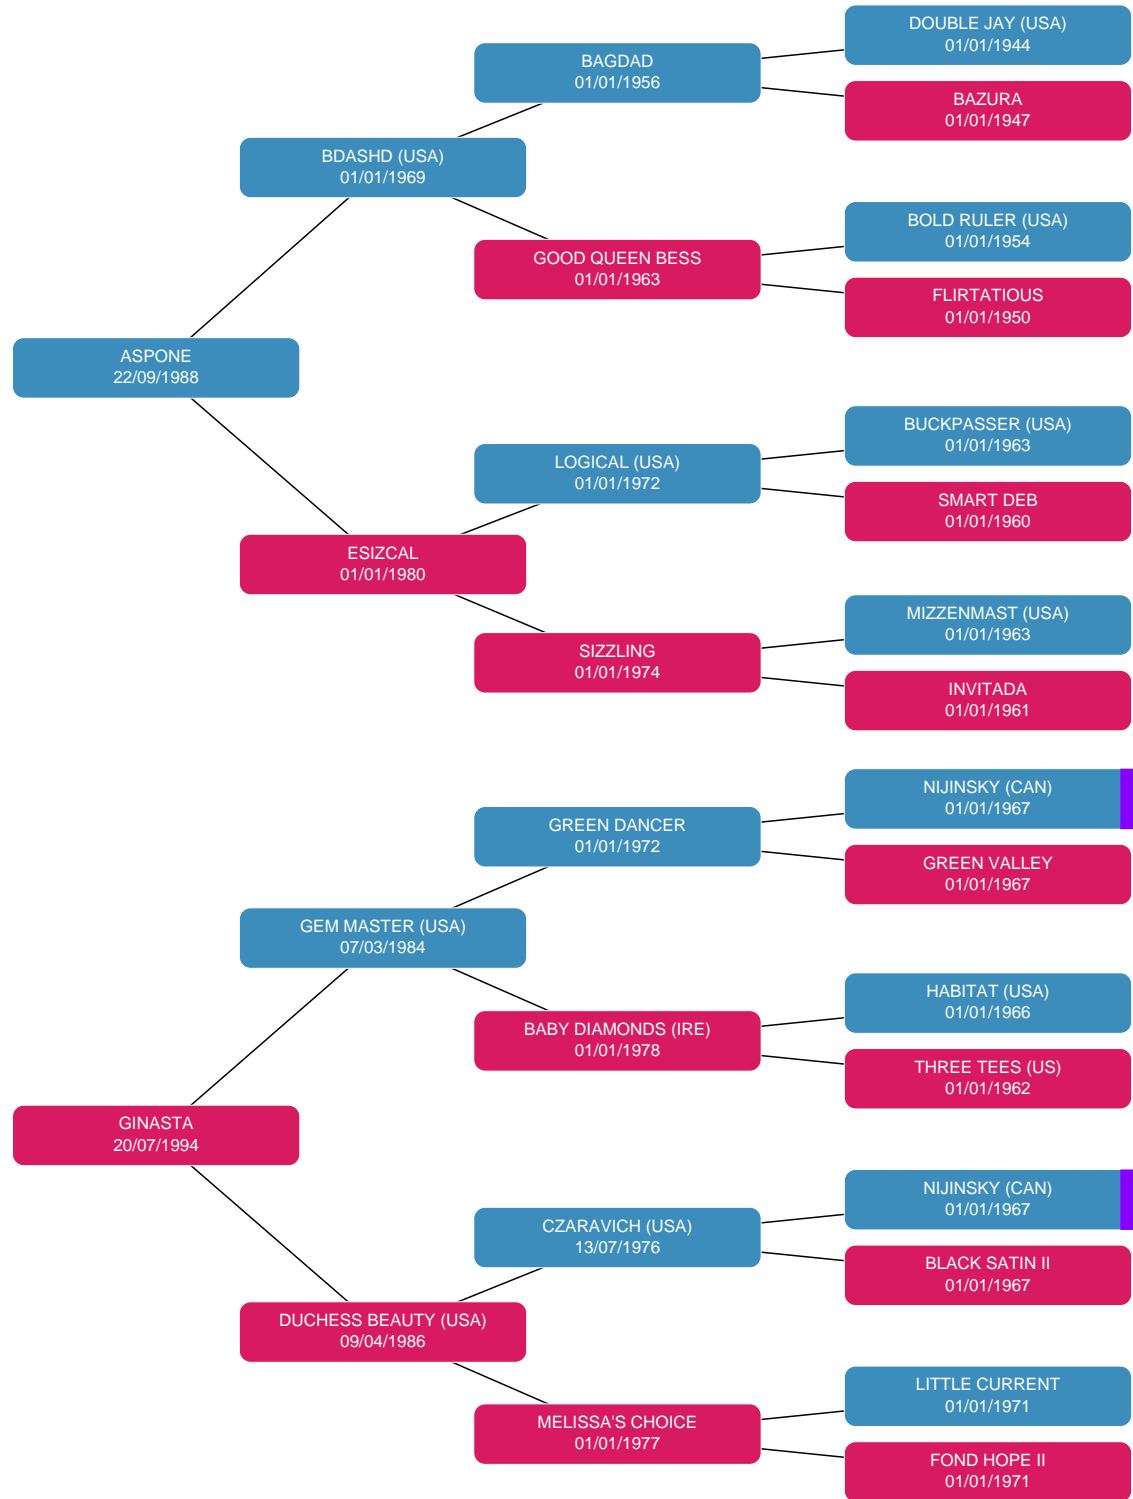 DOUBLE JAY (USA)
01/01/1944
BAGDAD
01/01/1956
BAZURA
01/01/1947
BDASHD (USA)
01/01/1969
BOLD RULER (USA)
01/01/1954
GOOD QUEEN BESS
01/01/1963
FLIRTATIOUS
01/01/1950
ASPONE
22/09/1988
BUCKPASSER (USA)
01/01/1963
LOGICAL (USA)
01/01/1972
SMART DEB
01/01/1960
ESIZCAL
01/01/1980
MIZZENMAST (USA)
01/01/1963
SIZZLING
01/01/1974
INVITADA
01/01/1961
NIJINSKY (CAN)
01/01/1967
GREEN DANCER
01/01/1972
GREEN VALLEY
01/01/1967
GEM MASTER (USA)
07/03/1984
HABITAT (USA)
01/01/1966
BABY DIAMONDS (IRE)
01/01/1978
THREE TEES (US)
01/01/1962
GINASTA
20/07/1994
NIJINSKY (CAN)
01/01/1967
CZARAVICH (USA)
13/07/1976
BLACK SATIN II
01/01/1967
DUCHESS BEAUTY (USA)
09/04/1986
LITTLE CURRENT
01/01/1971
MELISSA'S CHOICE
01/01/1977
FOND HOPE II
01/01/1971